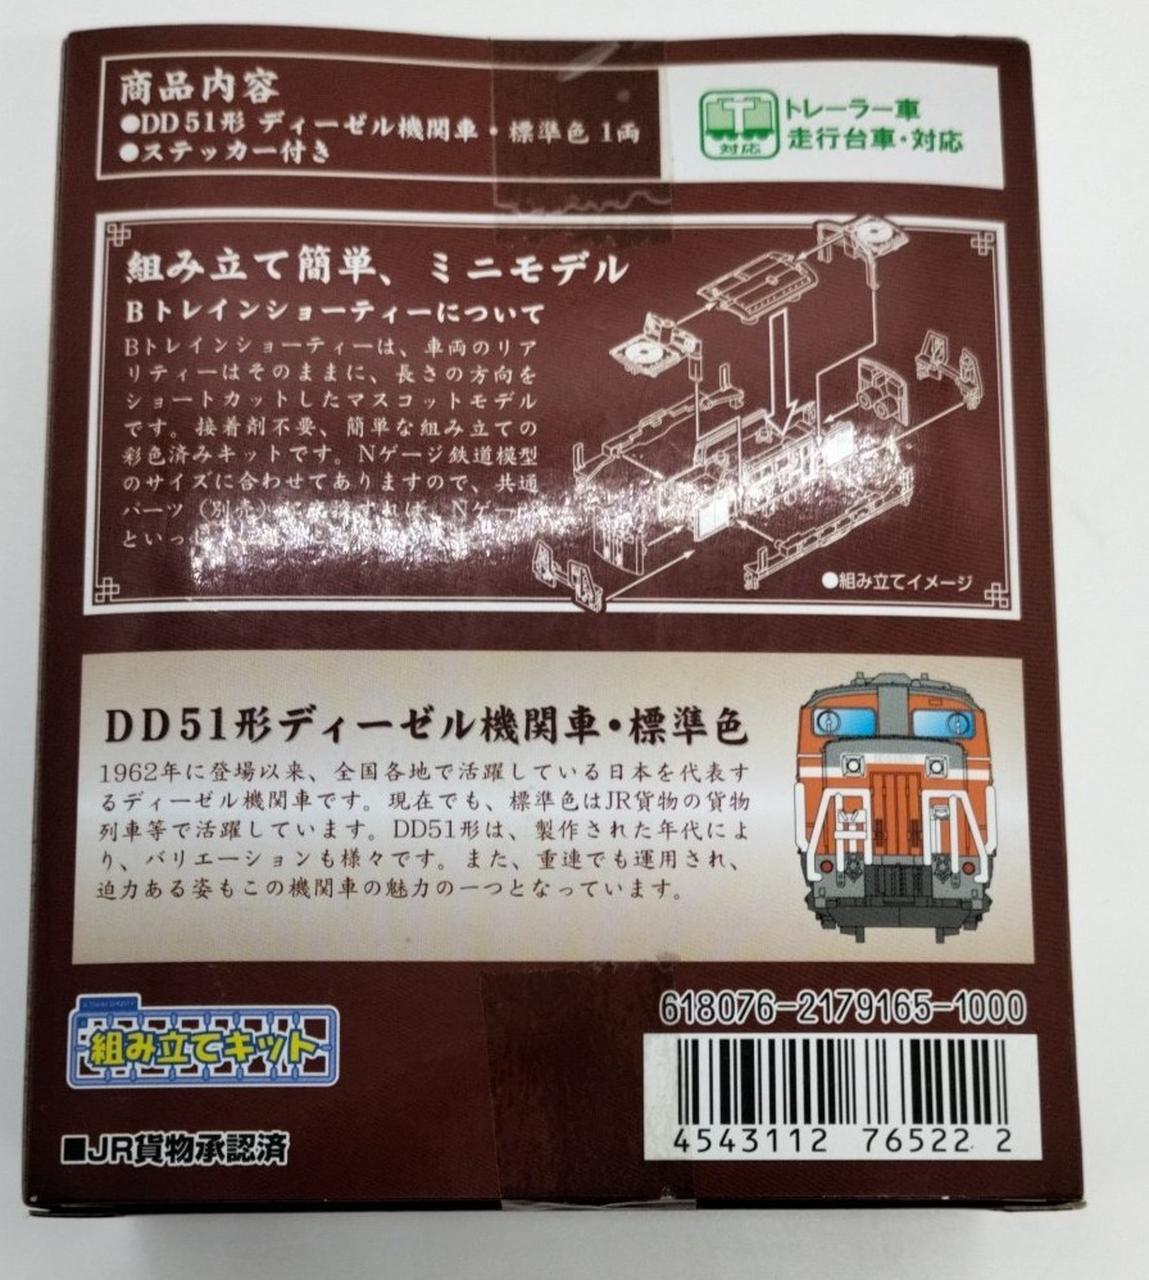 商品内容
●DD51形 ディーゼル機関車・標準色 1両
●ステッカー付き
T
対応
トレーラー車
走行台車・対応
組み立て簡単、ミニモデル
Bトレインショーティーについて
Bトレインショーティーは、車両のリア
リティーはそのままに、長さの方向を
ショートカットしたマスコットモデル
です。接着剤不要、簡単な組み立ての
彩色済みキットです。Nゲージ鉄道模型
のサイズに合わせてありますので、共通
パーツ（別売）
Nゲー
といっ
●組み立てイメージ
DD51形ディーゼル機関車・標準色
1962年に登場以来、全国各地で活躍している日本を代表す
るディーゼル機関車です。現在でも、標準色はJR貨物の貨物
列車等で活躍しています。DD51形は、製作された年代によ
り、バリエーションも様々です。また、重連でも運用され、
迫力ある姿もこの機関車の魅力の一つとなっています。
組み立てキット
■JR貨物承認済
618076-2179165-1000
4543112 765222